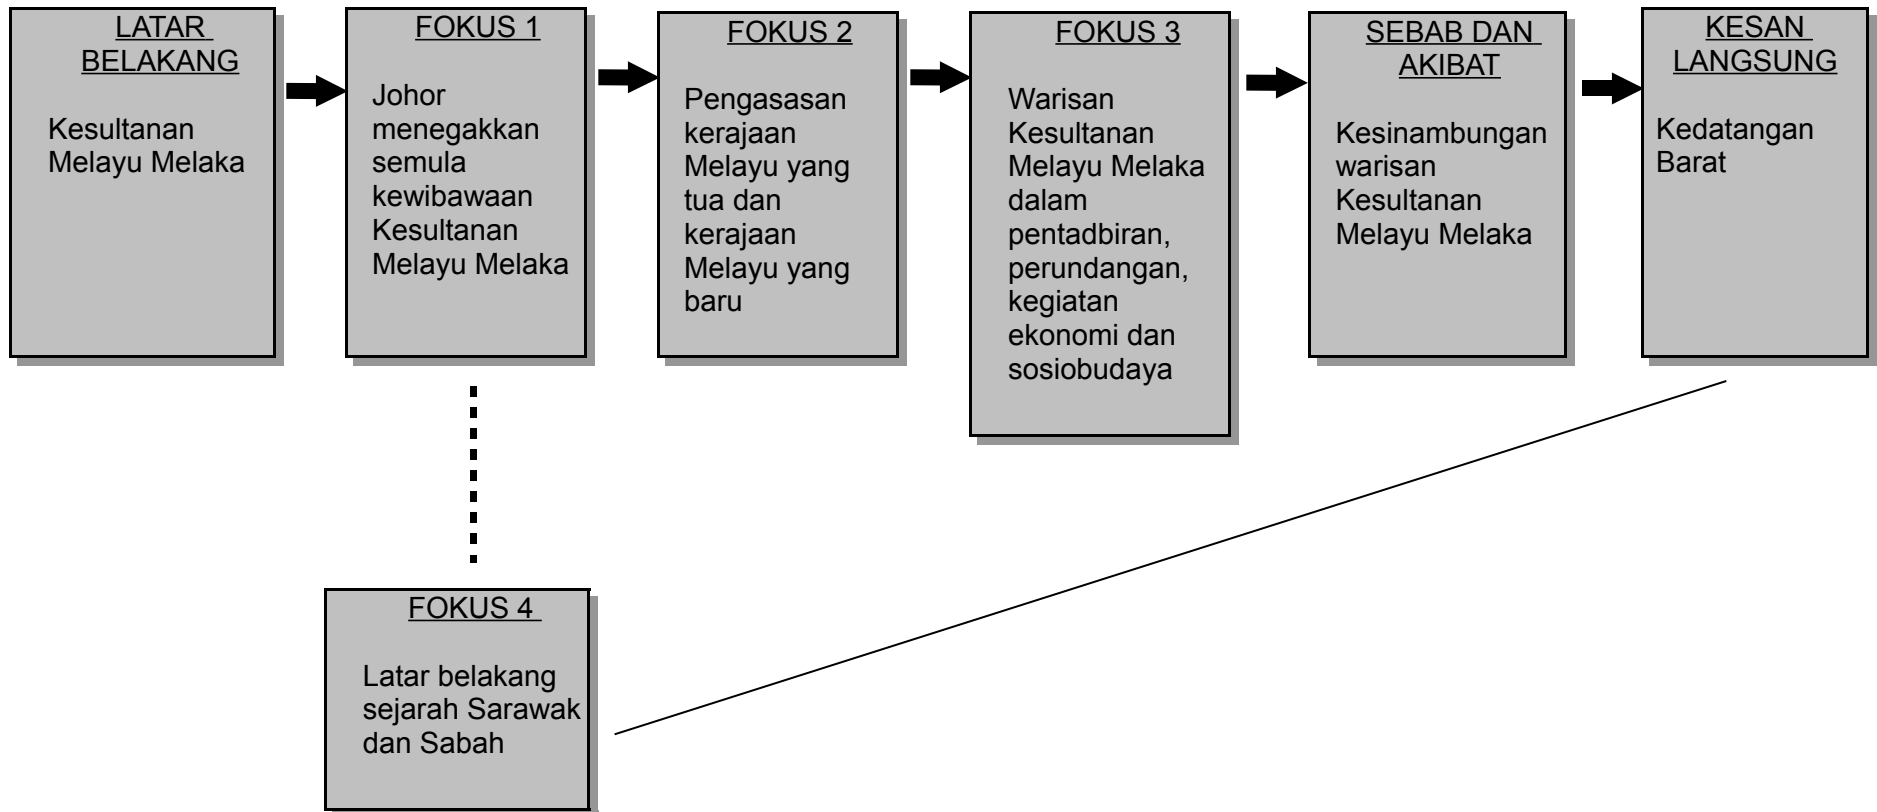 LATAR
BELAKANG
Kesultanan
Melayu Melaka
FOKUS 1
Johor
menegakkan
semula
kewibawaan
Kesultanan
Melayu Melaka
FOKUS 2
Pengasasan
kerajaan
Melayu yang
tua dan
kerajaan
Melayu yang
baru
FOKUS 3
Warisan
Kesultanan
Melayu Melaka
dalam
pentadbiran,
perundangan,
kegiatan
ekonomi dan
sosiobudaya
SEBAB DAN
AKIBAT
Kesinambungan
warisan
Kesultanan
Melayu Melaka
KESAN
LANGSUNG
Kedatangan
Barat
FOKUS 4
Latar belakang
sejarah Sarawak
dan Sabah